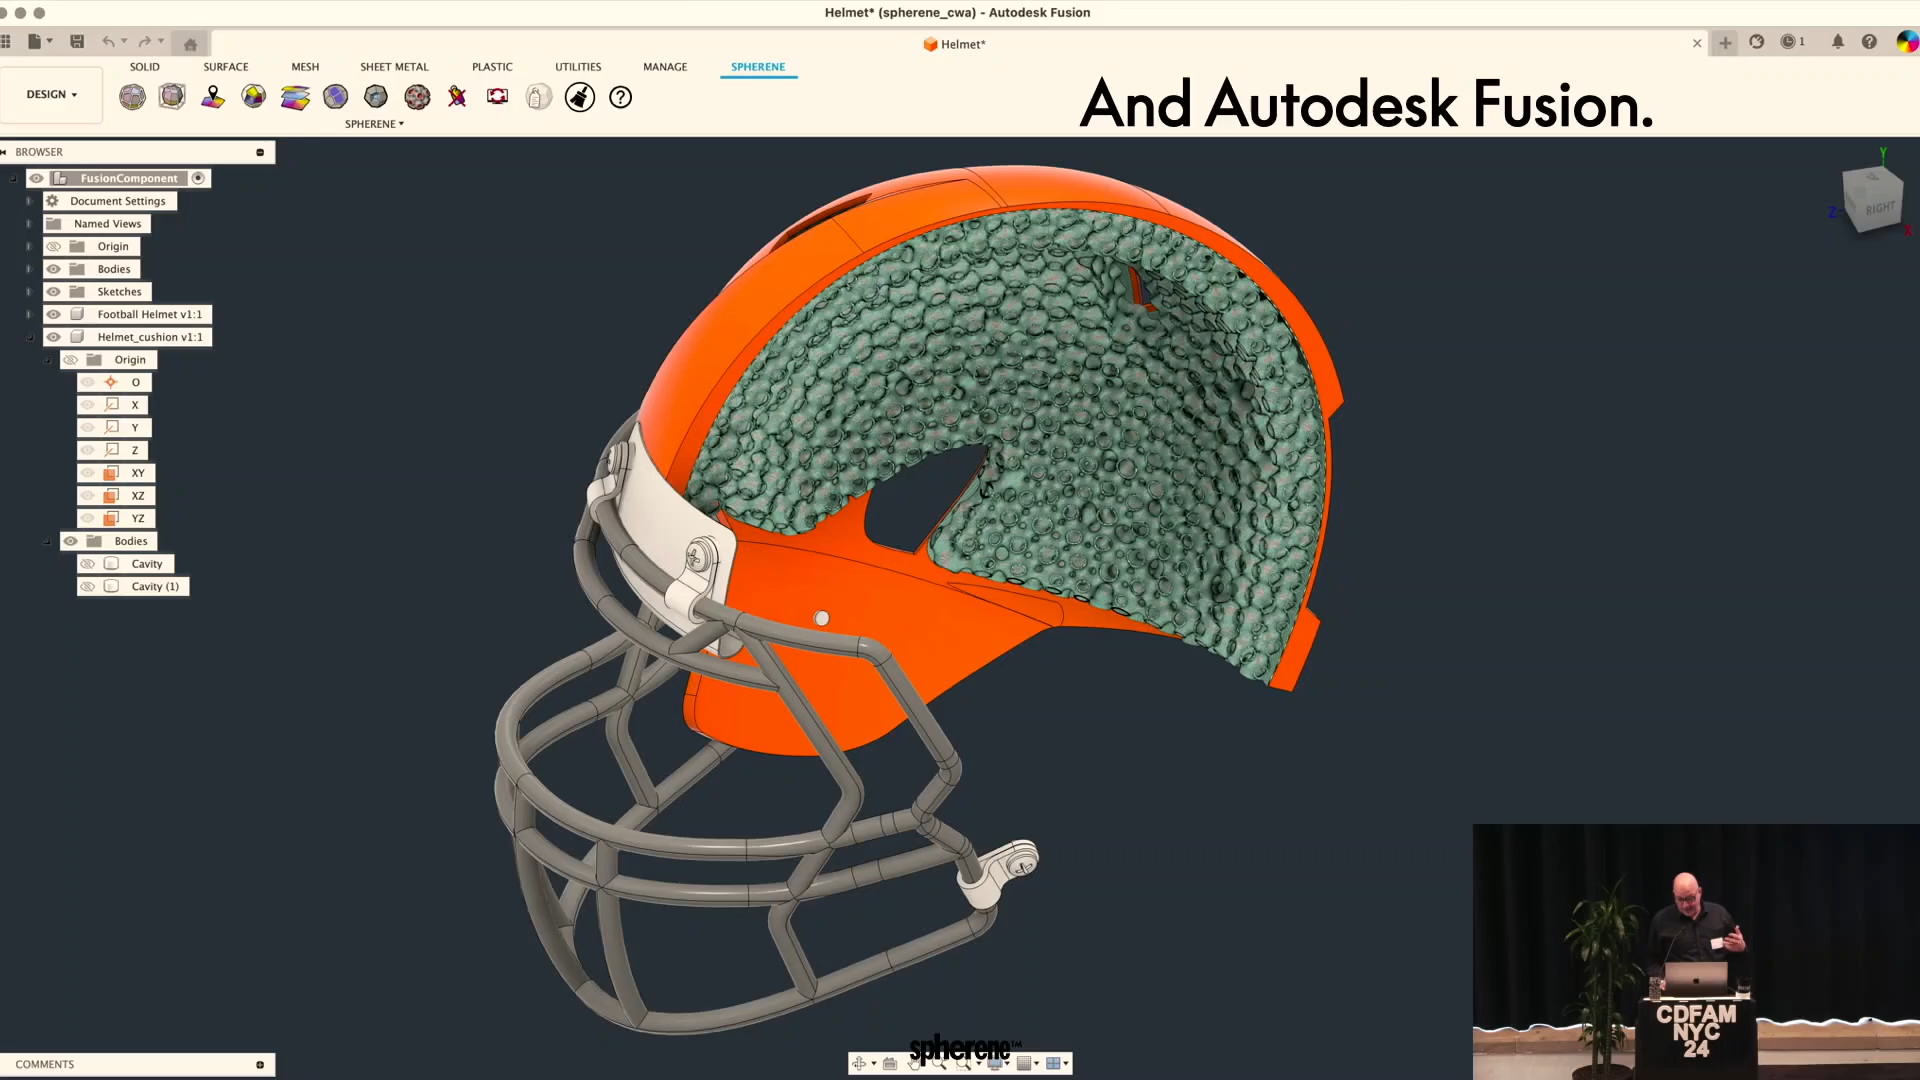 Helmet* (spherene_cwa) - Autodesk Fusion
Helmet*
1
SOLID
SURFACE
MESH
SHEET METAL
PLASTIC
UTILITIES
MANAGE
SPHERENE
DESIGN
SPHERENE
And Autodesk Fusion.
BROWSER
FusionComponent
Document Settings
Named Views
Origin
Bodies
Sketches
Football Helmet v1:1
Helmet_cushion v1:1
Origin
O
X
Y
Z
XY
XZ
YZ
Bodies
Cavity
Cavity (1)
Y
Z
RIGHT
X
CDFAM
NYC
24
spherene™
COMMENTS